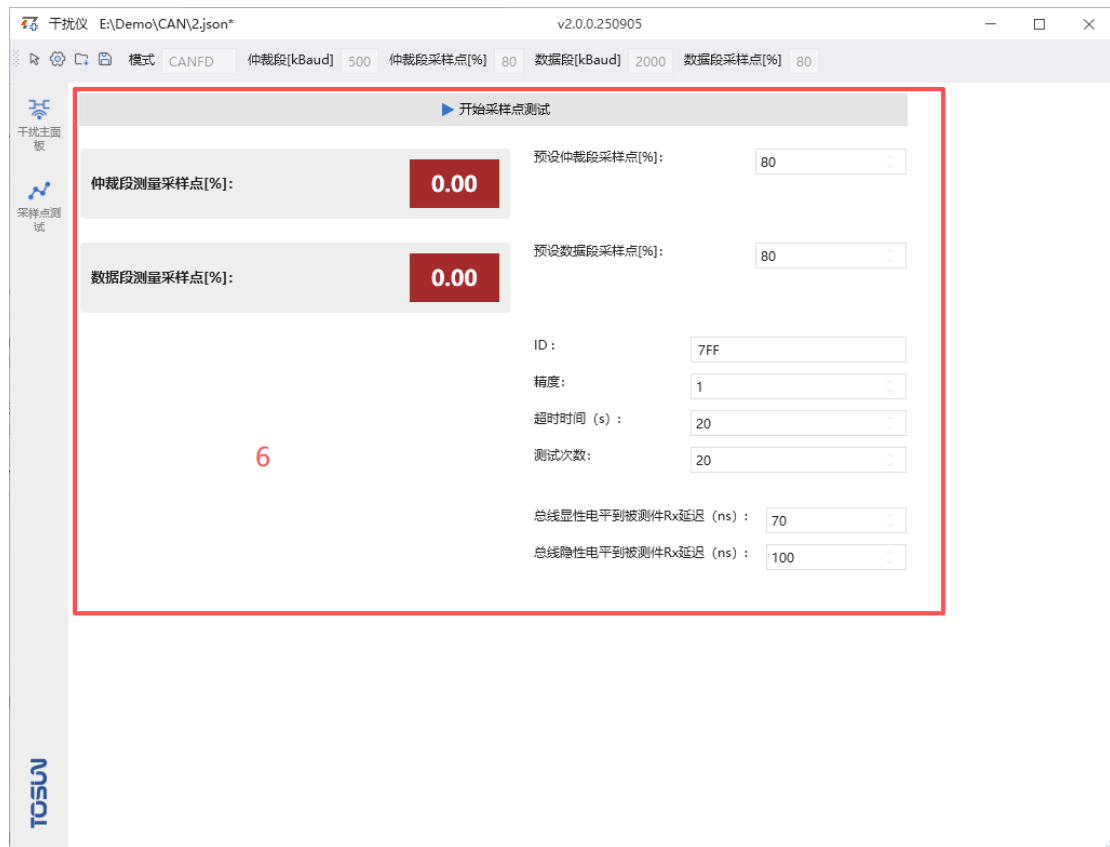 干扰仪 E:\Demo\CAN\2.json* v2.0.0.250905
模式 CANFD 仲裁段[kBaud] 500 仲裁段采样点[%] 80 数据段[kBaud] 2000 数据段采样点[%] 80
干扰主面
板
采样点测
试
开始采样点测试
仲裁段测量采样点[%]: 0.00
预设仲裁段采样点[%]: 80
数据段测量采样点[%]: 0.00
预设数据段采样点[%]: 80
ID: 7FF
精度: 1
超时时间（s）: 20
测试次数: 20
总线显性电平到被测件Rx延迟（ns）: 70
总线隐性电平到被测件Rx延迟（ns）: 100
6
TOSUN